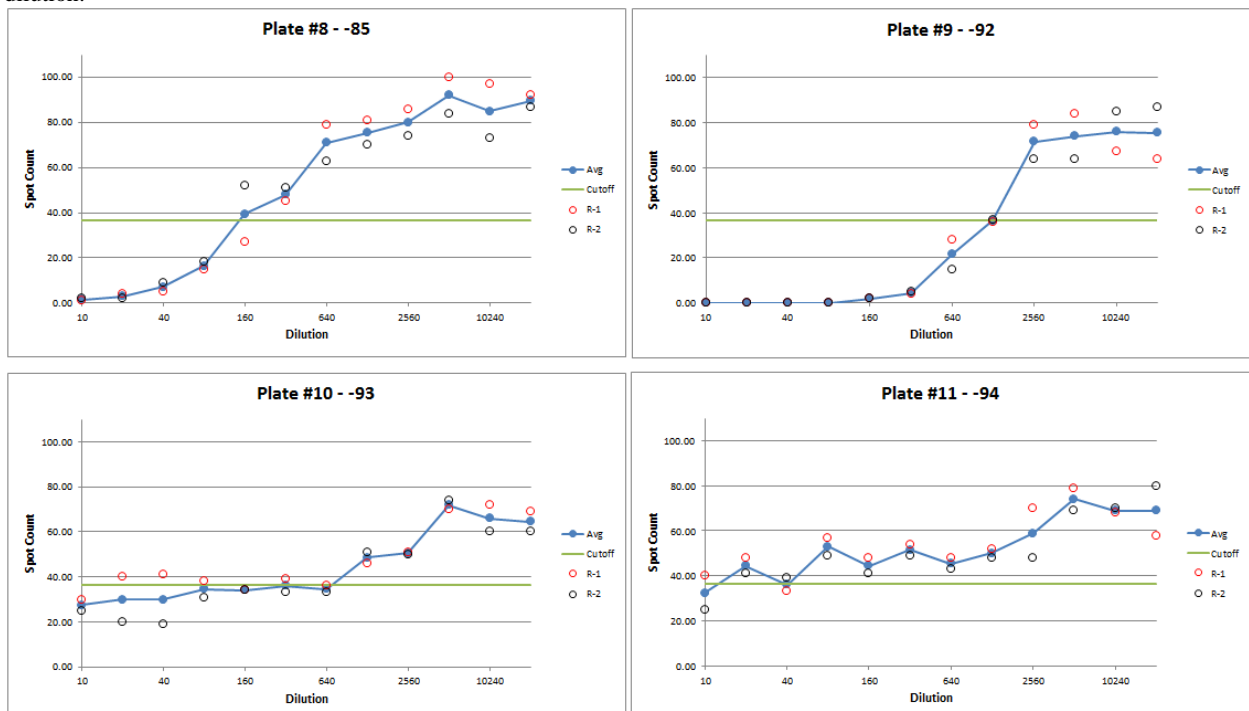 dilution.
Plate #8 - -85
Spot Count
100.00
80.00
60.00
40.00
20.00
0.00
10 40 160 640 2560 10240
Dilution
Avg
Cutoff
R-1
R-2
Plate #9 - -92
Spot Count
100.00
80.00
60.00
40.00
20.00
0.00
10 40 160 640 2560 10240
Dilution
Avg
Cutoff
R-1
R-2
Plate #10 - -93
Spot Count
100.00
80.00
60.00
40.00
20.00
0.00
10 40 160 640 2560 10240
Dilution
Avg
Cutoff
R-1
R-2
Plate #11 - -94
Spot Count
100.00
80.00
60.00
40.00
20.00
0.00
10 40 160 640 2560 10240
Dilution
Avg
Cutoff
R-1
R-2